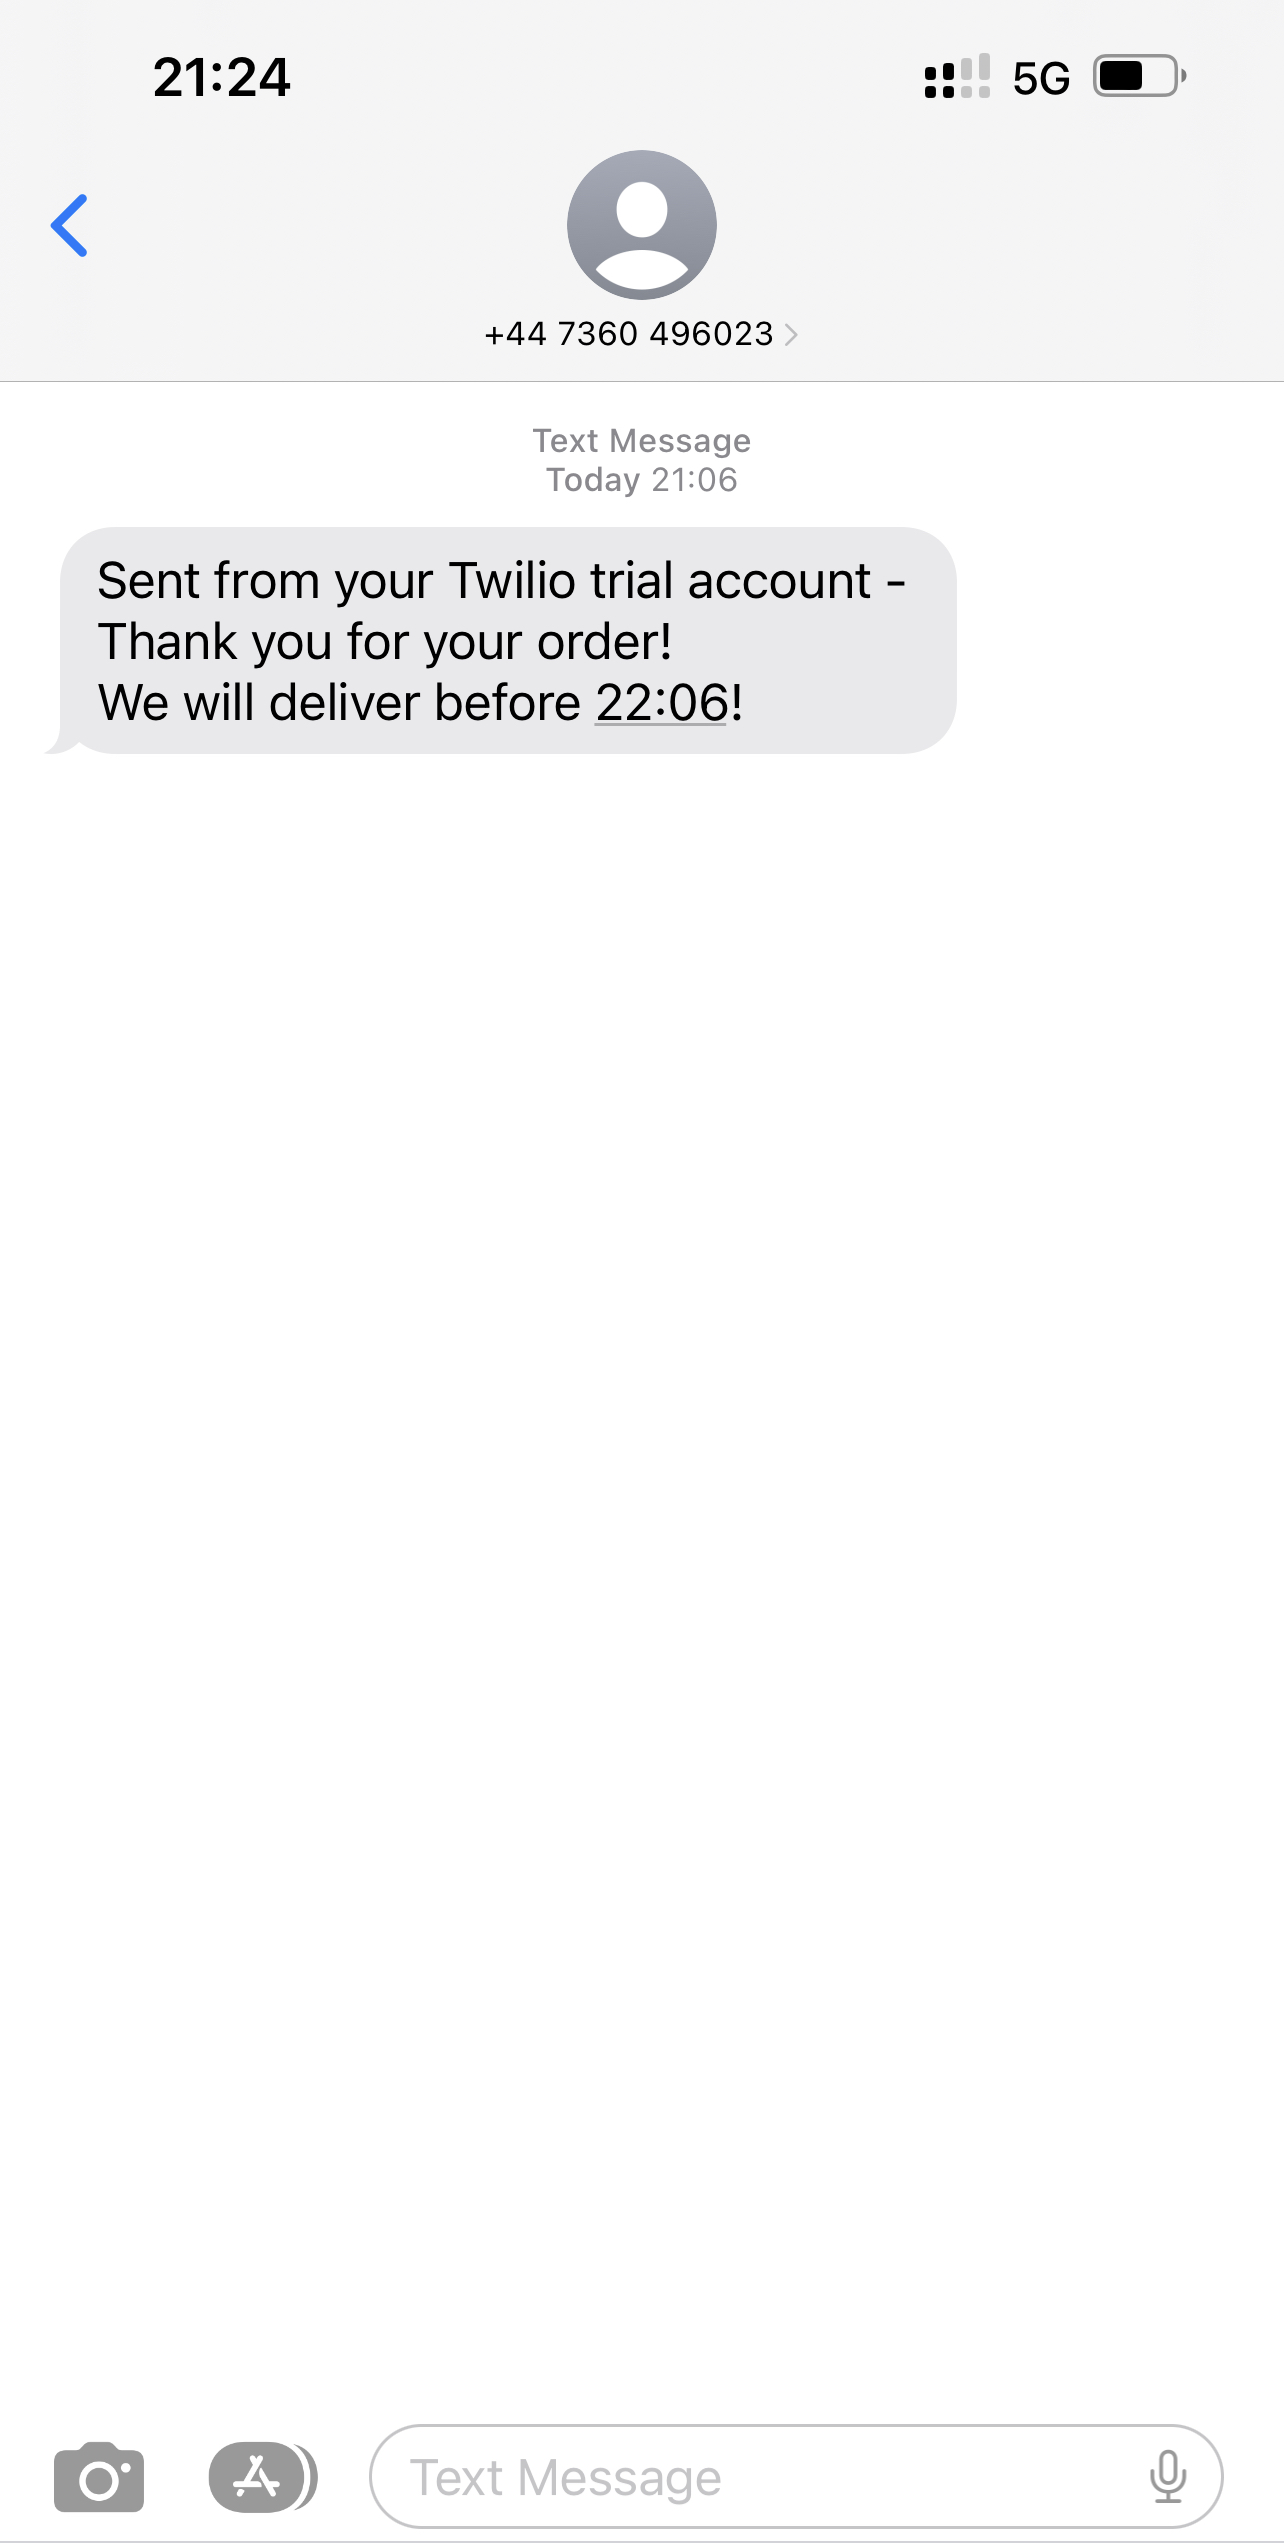 21:24
5G
+44 7360 496023
Text Message
Today 21:06
Sent from your Twilio trial account -
Thank you for your order!
We will deliver before 22:06!
Text Message